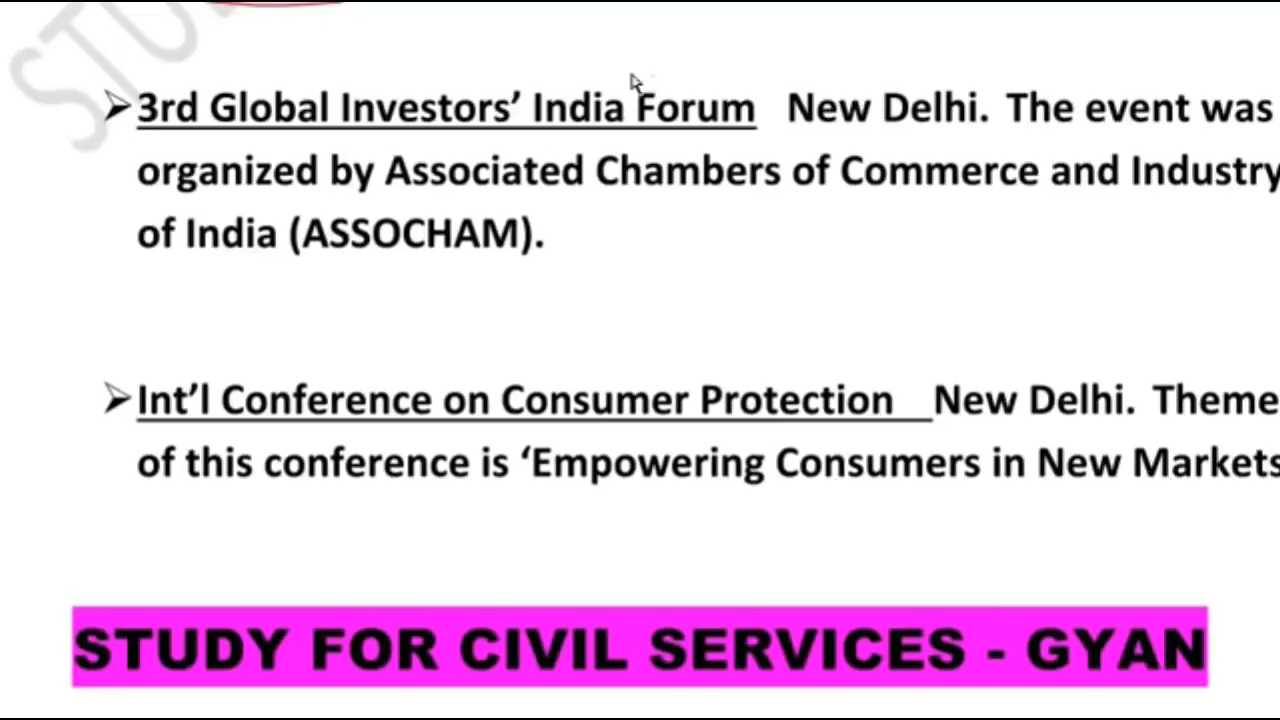 STU
3rd Global Investors’ India Forum New Delhi. The event was
organized by Associated Chambers of Commerce and Industry
of India (ASSOCHAM).
Int’l Conference on Consumer Protection New Delhi. Theme
of this conference is ‘Empowering Consumers in New Markets
STUDY FOR CIVIL SERVICES - GYAN